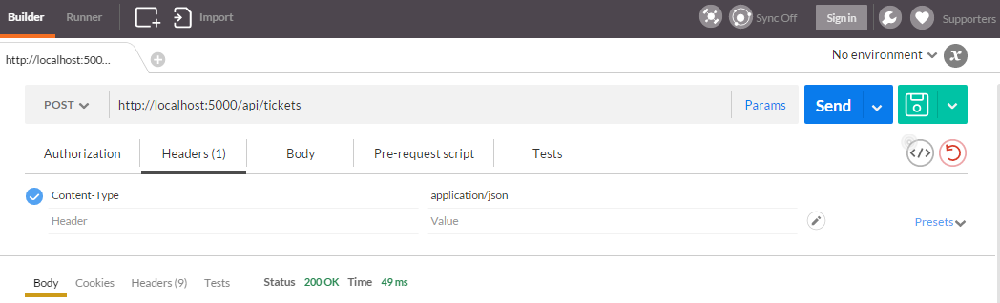 Builder Runner Import Sync Off Sign in Supporters
http://localhost:500... No environment
POST http://localhost:5000/api/tickets Params Send
Authorization Headers (1) Body Pre-request script Tests </>
Content-Type application/json
Header Value Presets
Body Cookies Headers (9) Tests Status 200 OK Time 49 ms